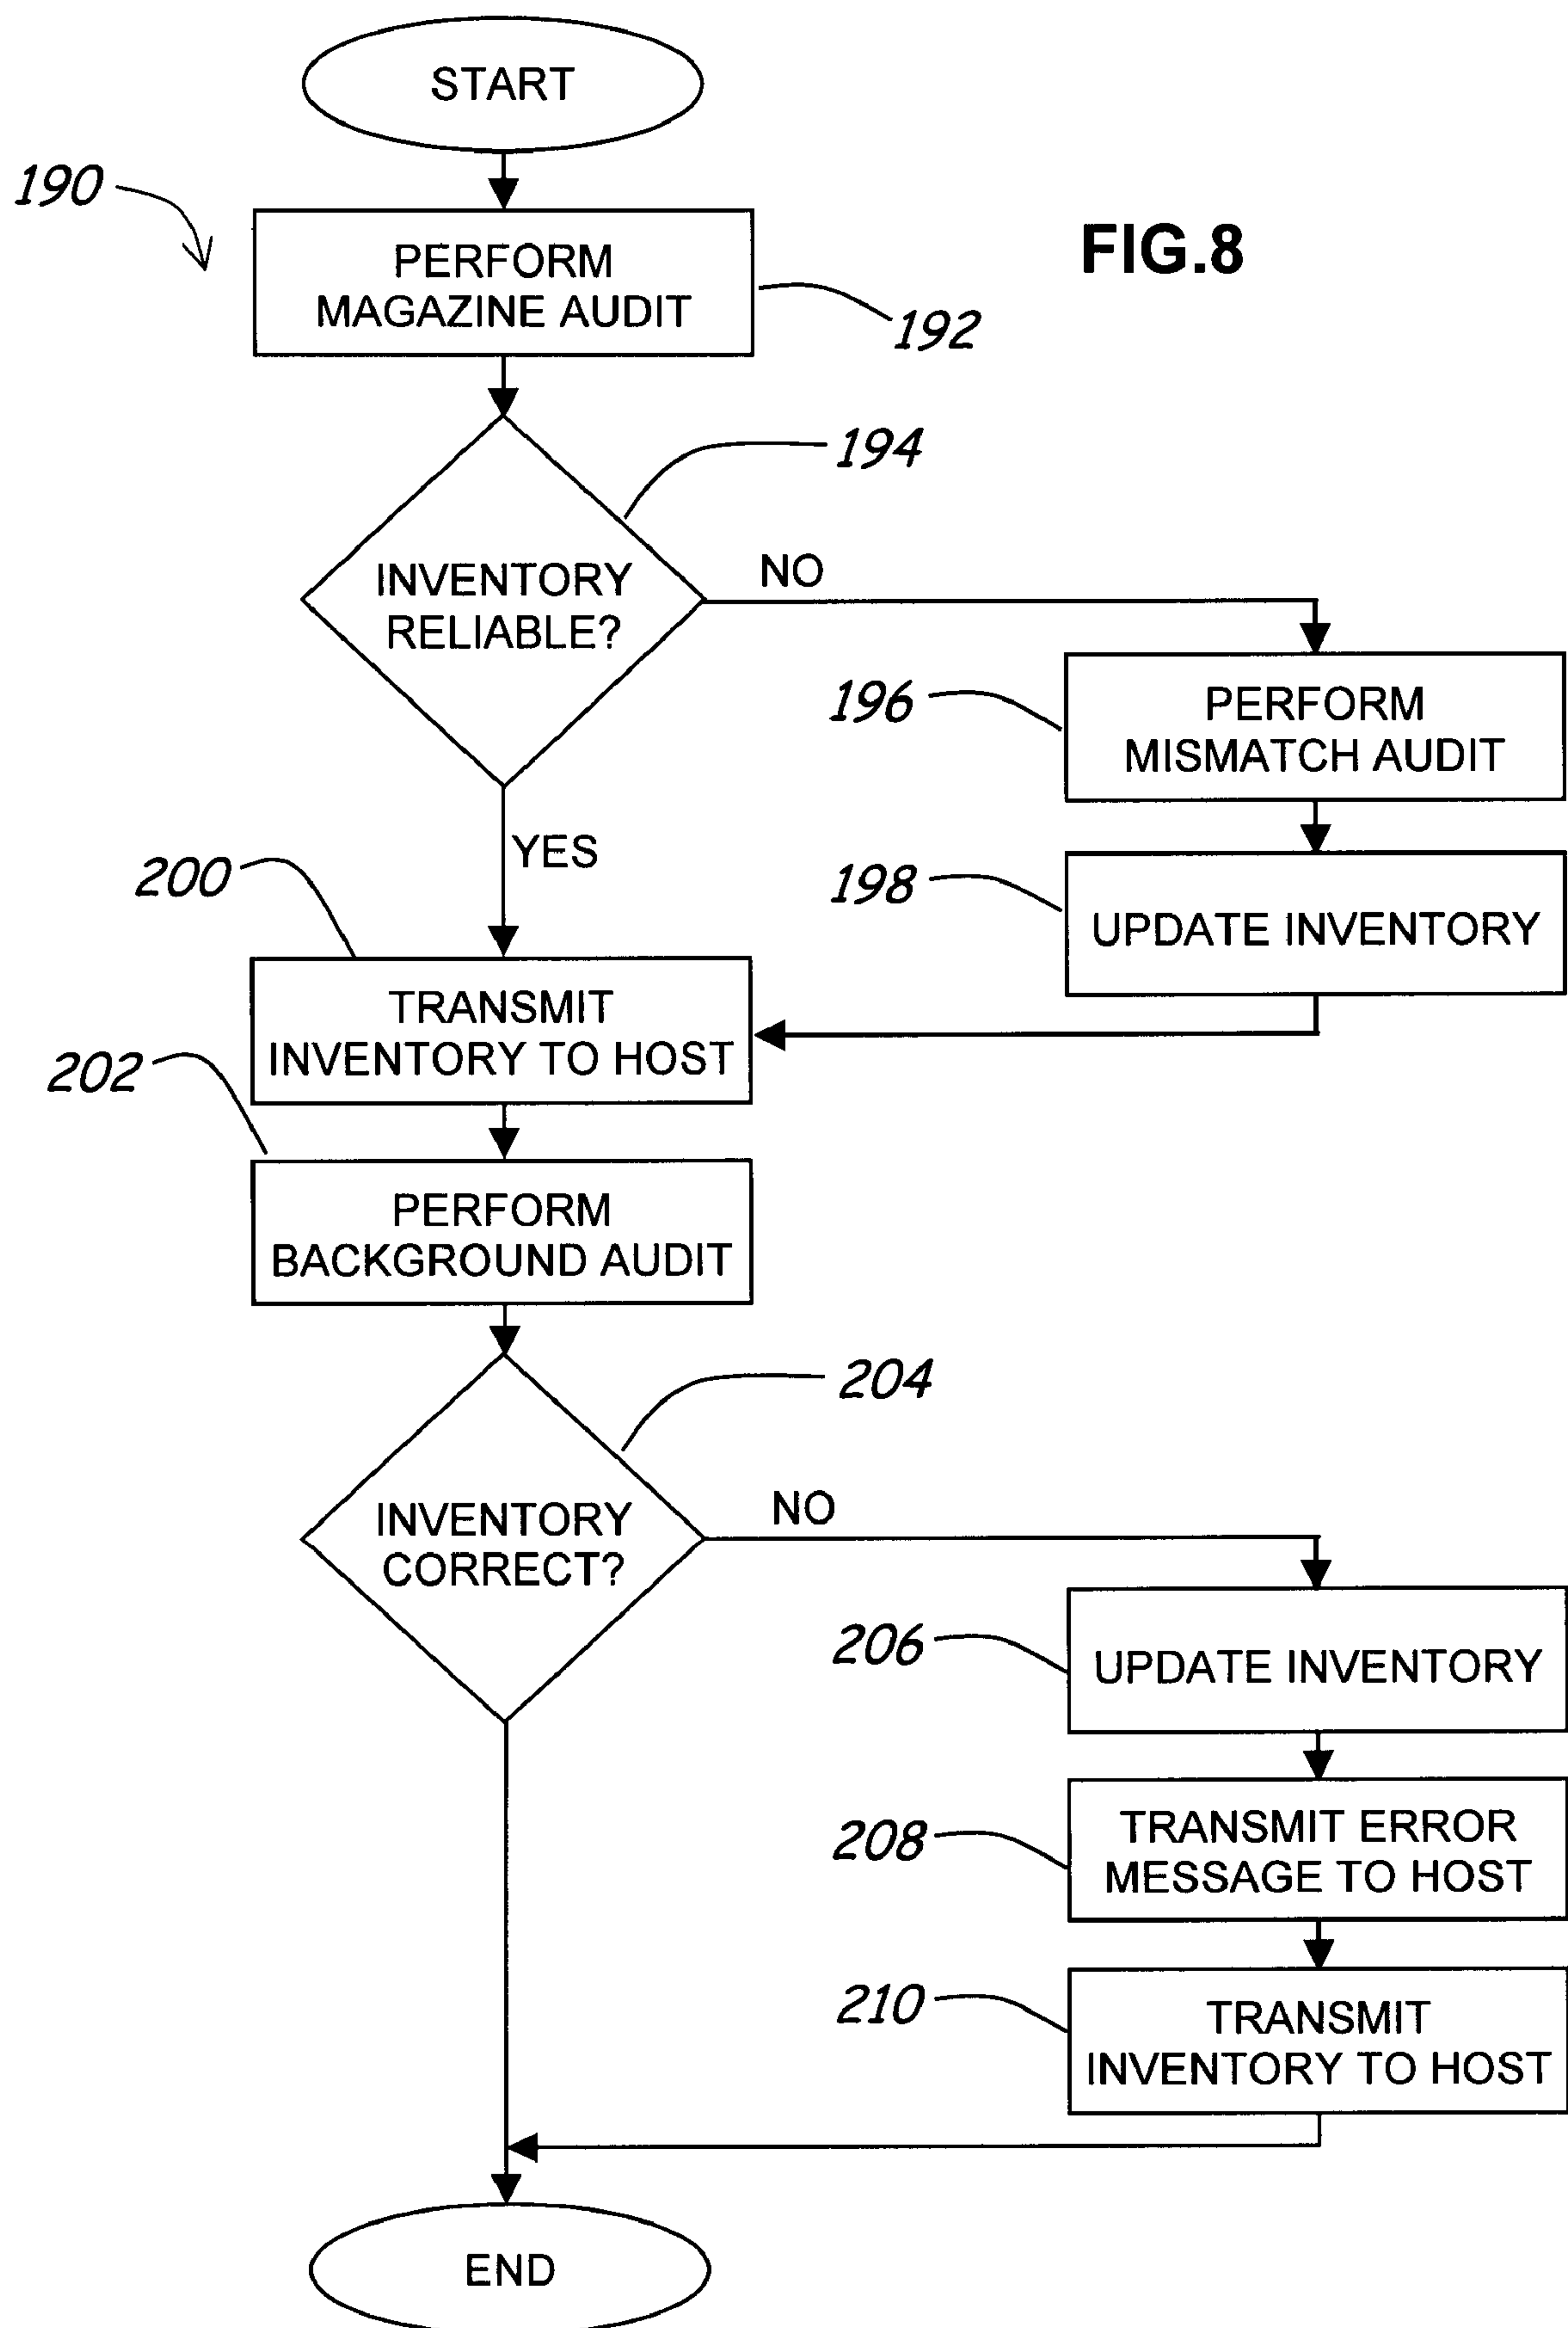 START
190
PERFORM
MAGAZINE AUDIT
FIG.8
192
194
INVENTORY
RELIABLE?
NO
196
PERFORM
MISMATCH AUDIT
YES
200
198
UPDATE INVENTORY
TRANSMIT
INVENTORY TO HOST
202
PERFORM
BACKGROUND AUDIT
204
INVENTORY
CORRECT?
NO
206
UPDATE INVENTORY
208
TRANSMIT ERROR
MESSAGE TO HOST
210
TRANSMIT
INVENTORY TO HOST
END